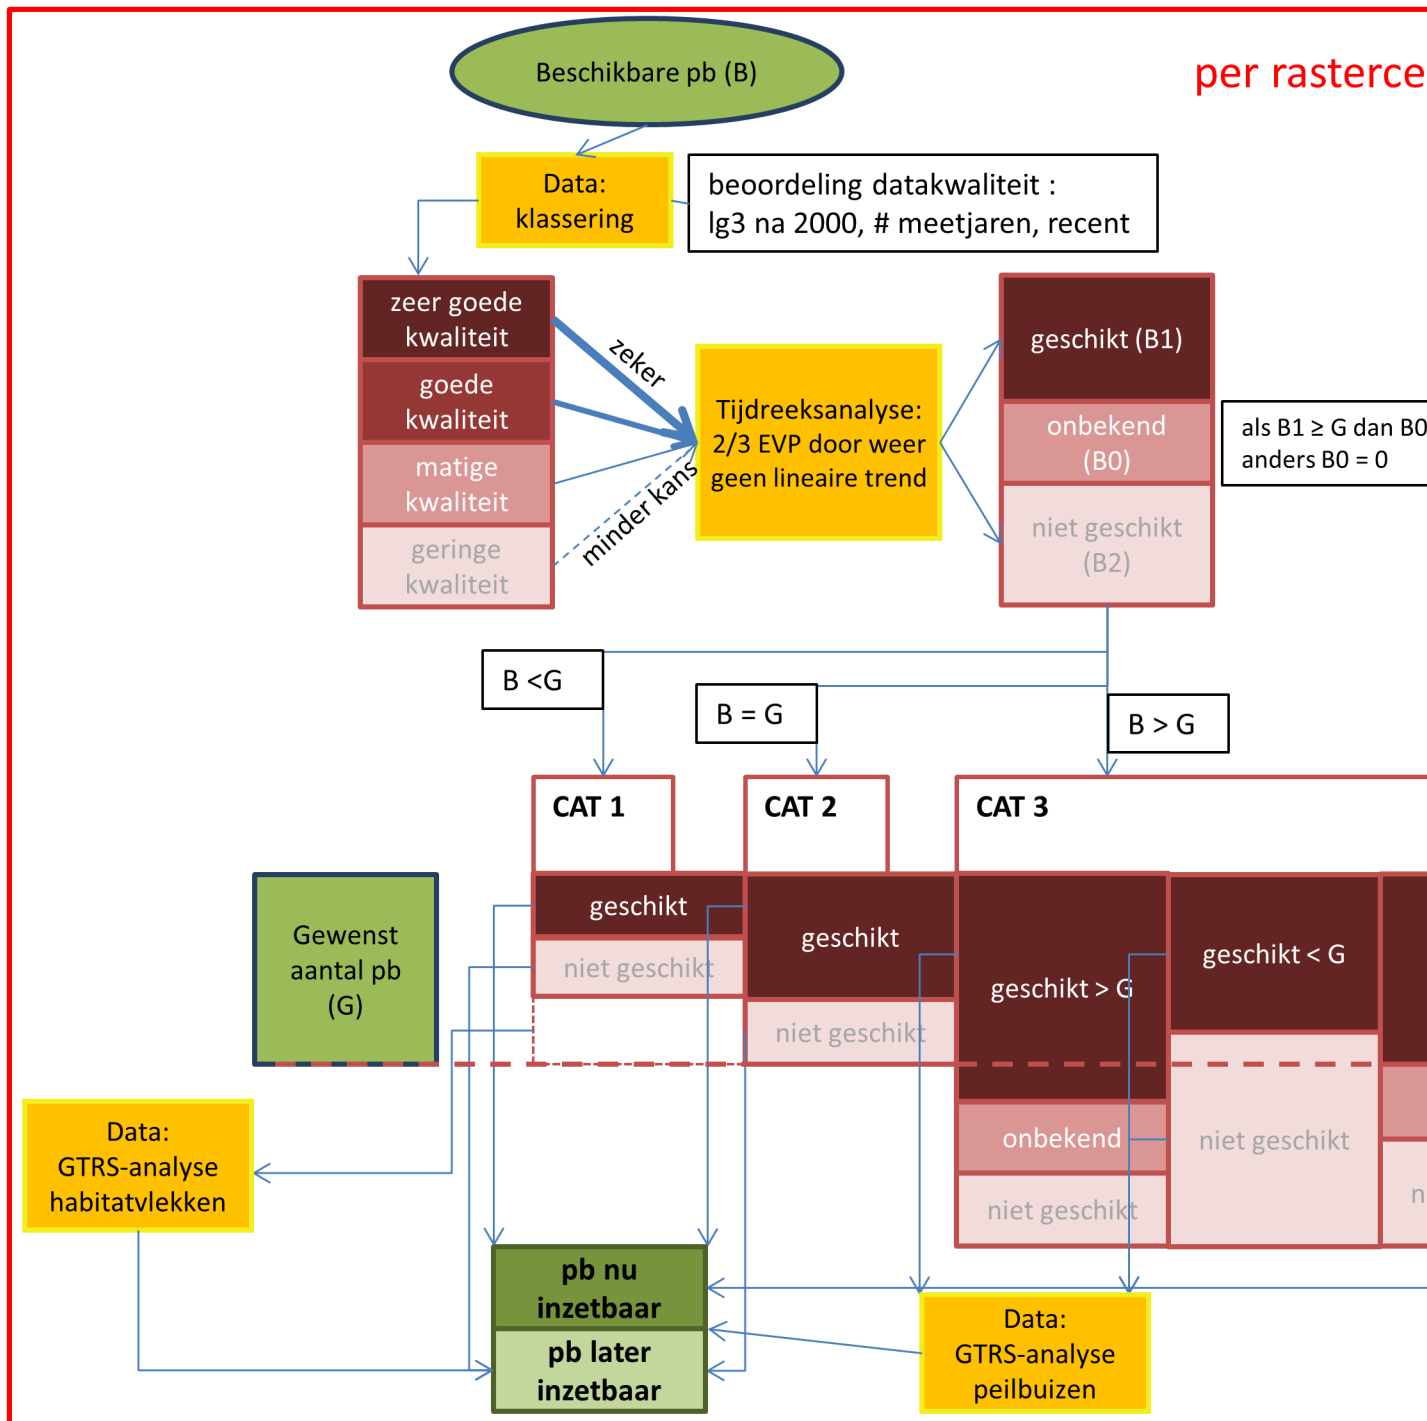 Beschikbare pb (B)
per rasterce
Data:
klassering
beoordeling datakwaliteit :
lg3 na 2000, # meetjaren, recent
zeer goede
kwaliteit
goede
kwaliteit
matige
kwaliteit
geringe
kwaliteit
zeker
minder kans
Tijdreeksanalyse:
2/3 EVP door weer
geen lineaire trend
geschikt (B1)
onbekend
(B0)
niet geschikt
(B2)
als B1 ≥ G dan B0
anders B0 = 0
B <G
B = G
B > G
CAT 1
CAT 2
CAT 3
Gewenst
aantal pb
(G)
geschikt
niet geschikt
geschikt
niet geschikt
geschikt > G
onbekend
niet geschikt
geschikt < G
niet geschikt
n
Data:
GTRS-analyse
habitatvlekken
pb nu
inzetbaar
pb later
inzetbaar
Data:
GTRS-analyse
peilbuizen